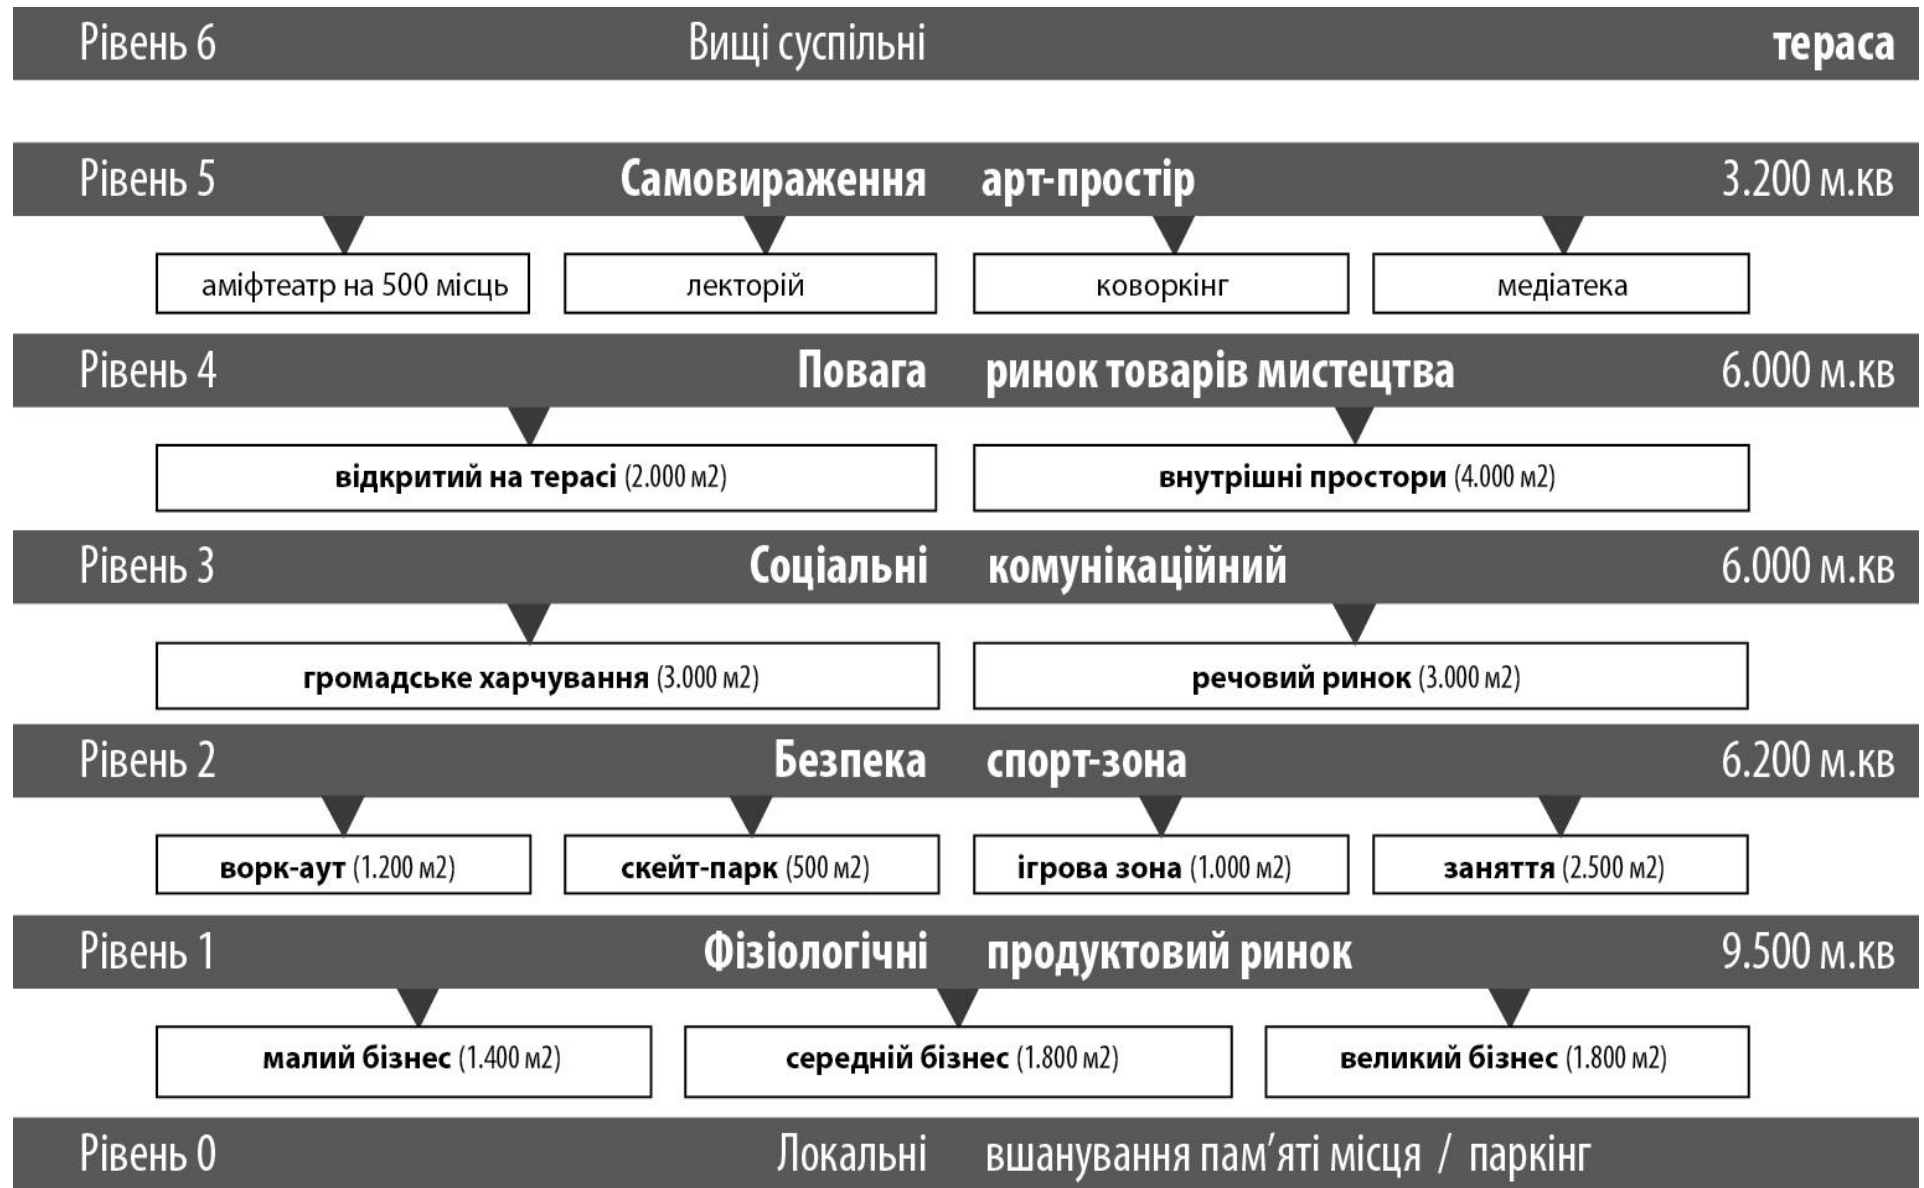 Рівень 6 Вищі суспільні тераса
Рівень 5 Самовираження арт-простір 3.200 м.кв
аміфтеатр на 500 місць лекторій коворкінг медіатека
Рівень 4 Повага ринок товарів мистецтва 6.000 м.кв
відкритий на терасі (2.000 м2) внутрішні простори (4.000 м2)
Рівень 3 Соціальні комунікаційний 6.000 м.кв
громадське харчування (3.000 м2) речовий ринок (3.000 м2)
Рівень 2 Безпека спорт-зона 6.200 м.кв
ворк-аут (1.200 м2) скейт-парк (500 м2) ігрова зона (1.000 м2) заняття (2.500 м2)
Рівень 1 Фізіологічні продуктовий ринок 9.500 м.кв
малий бізнес (1.400 м2) середній бізнес (1.800 м2) великий бізнес (1.800 м2)
Рівень 0 Локальні вшанування пам’яті місця / паркінг